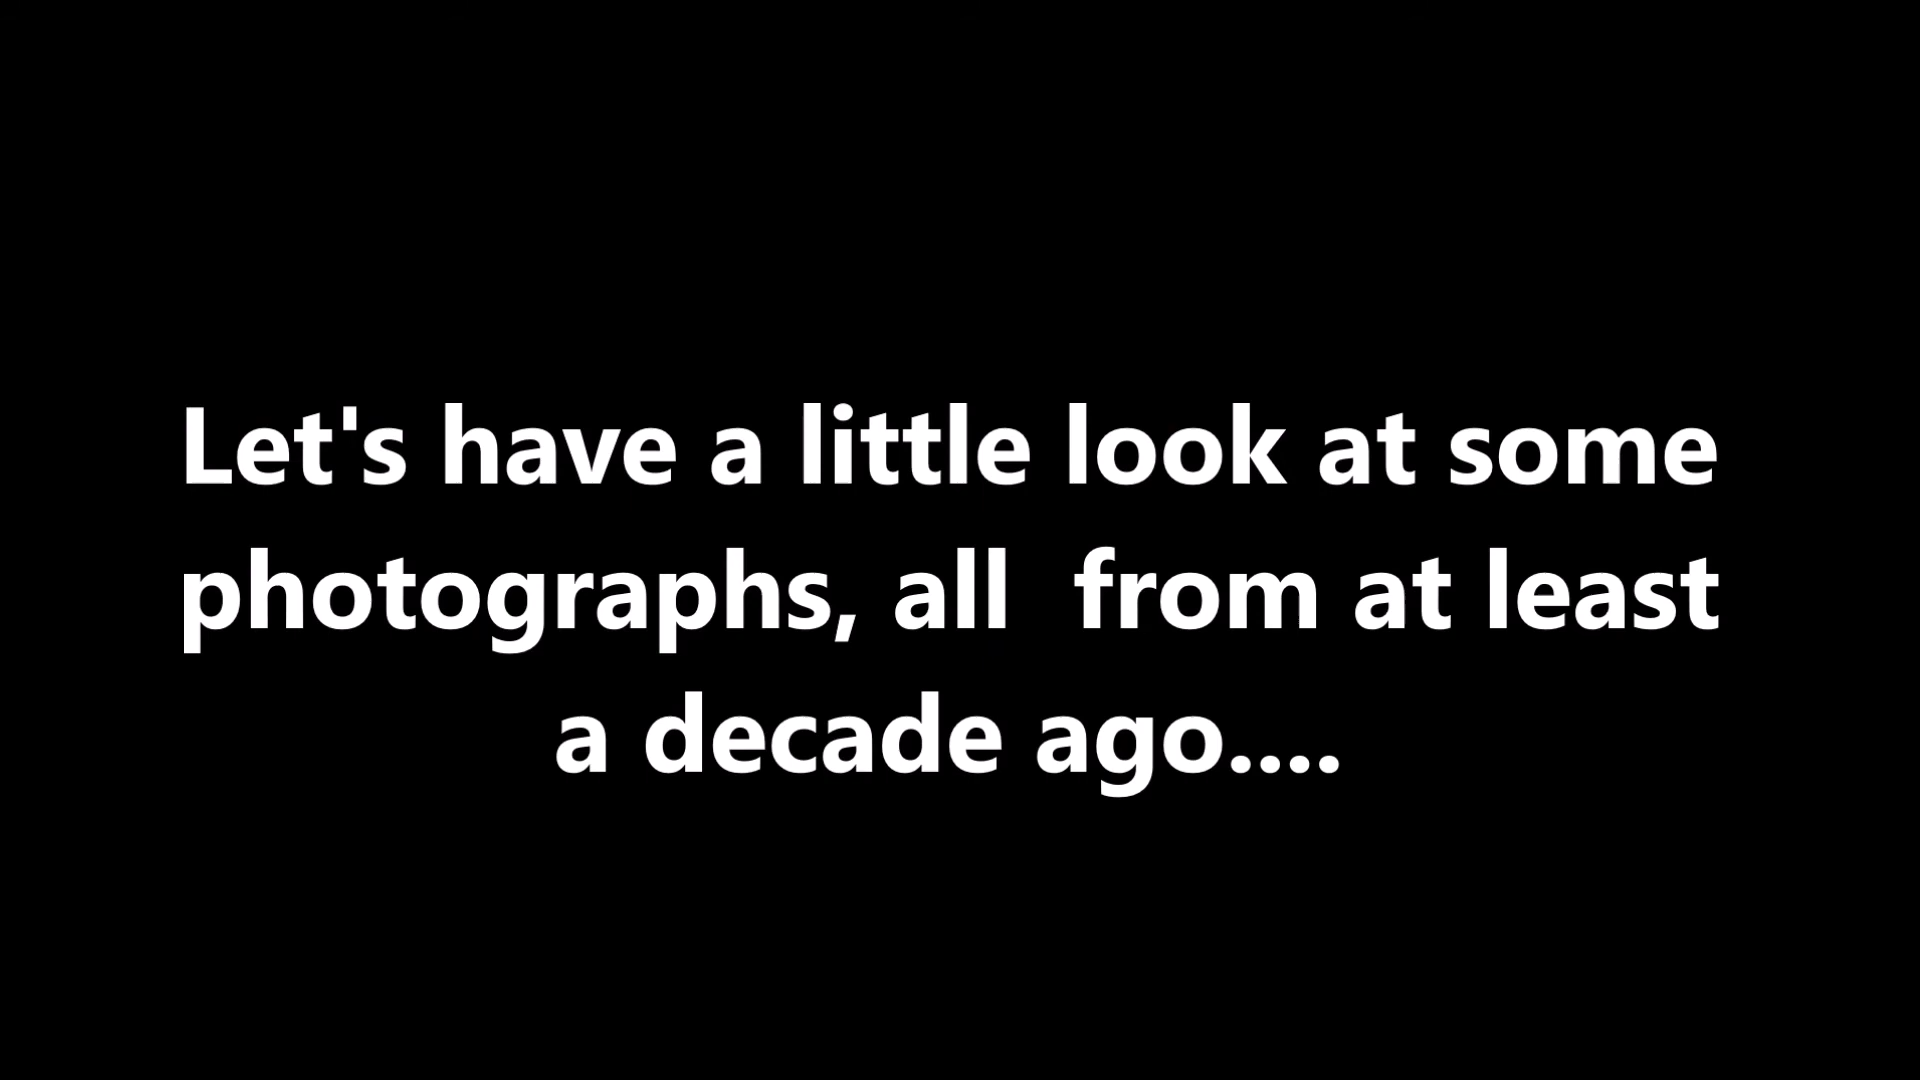 Let's have a little look at some
photographs, all  from at least
a decade ago....